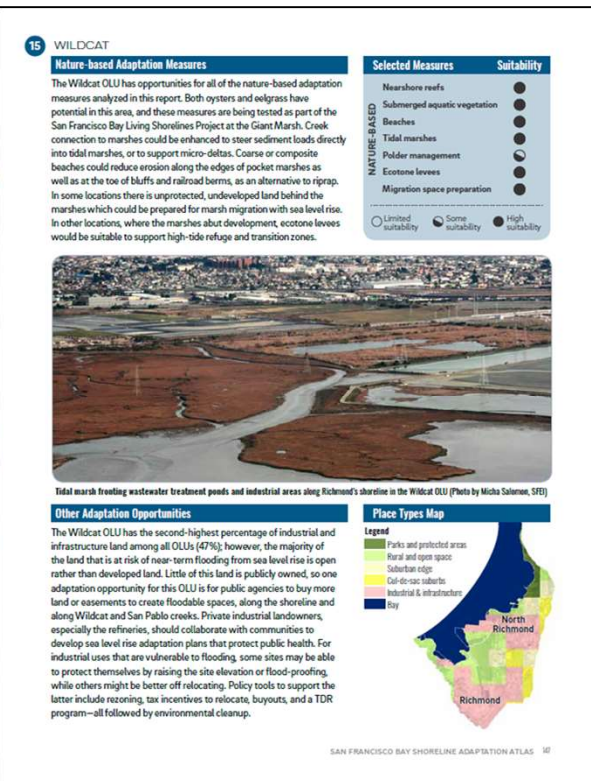 15 WILDCAT
Nature-based Adaptation Measures
The Wildcat OLU has opportunities for all of the nature-based adaptation
measures analyzed in this report. Both oysters and eelgrass have
potential in this area, and these measures are being tested as part of the
San Francisco Bay Living Shorelines Project at the Giant Marsh. Creek
connection to marshes could be enhanced to steer sediment loads directly
into tidal marshes, or to support micro-deltas. Coarse or composite
beaches could reduce erosion along the edges of pocket marshes as
well as at the toe of bluffs and railroad berms, as an alternative to riprap.
In some locations there is unprotected, undeveloped land behind the
marshes which could be prepared for marsh migration with sea level rise.
In other locations, where the marshes abut development, ecotone levees
would be suitable to support high-tide refuge and transition zones.
Selected Measures Suitability
NATURE-BASED
Nearshore reefs
Submerged aquatic vegetation
Beaches
Tidal marshes
Polder management
Ecotone levees
Migration space preparation
Limited suitability
Some suitability
High suitability
Tidal marsh fronting wastewater treatment ponds and industrial areas along Richmond's shoreline in the Wildcat OLU (Photo by Micha Salomon, SFEI)
Other Adaptation Opportunities
The Wildcat OLU has the second-highest percentage of industrial and
infrastructure land among all OLUs (47%); however, the majority of
the land that is at risk of near-term flooding from sea level rise is open
rather than developed land. Little of this land is publicly owned, so one
adaptation opportunity for this OLU is for public agencies to buy more
land or easements to create floodable spaces, along the shoreline and
along Wildcat and San Pablo creeks. Private industrial landowners,
especially the refineries, should collaborate with communities to
develop sea level rise adaptation plans that protect public health. For
industrial uses that are vulnerable to flooding, some sites may be able
to protect themselves by raising the site elevation or flood-proofing,
while others might be better off relocating. Policy tools to support the
latter include rezoning, tax incentives to relocate, buyouts, and a TDR
program—all followed by environmental cleanup.
Place Types Map
Legend
Parks and protected areas
Rural and open space
Suburban edge
Cul-de-sac suburbs
Industrial & infrastructure
Bay
North
Richmond
Richmond
SAN FRANCISCO BAY SHORELINE ADAPTATION ATLAS 147